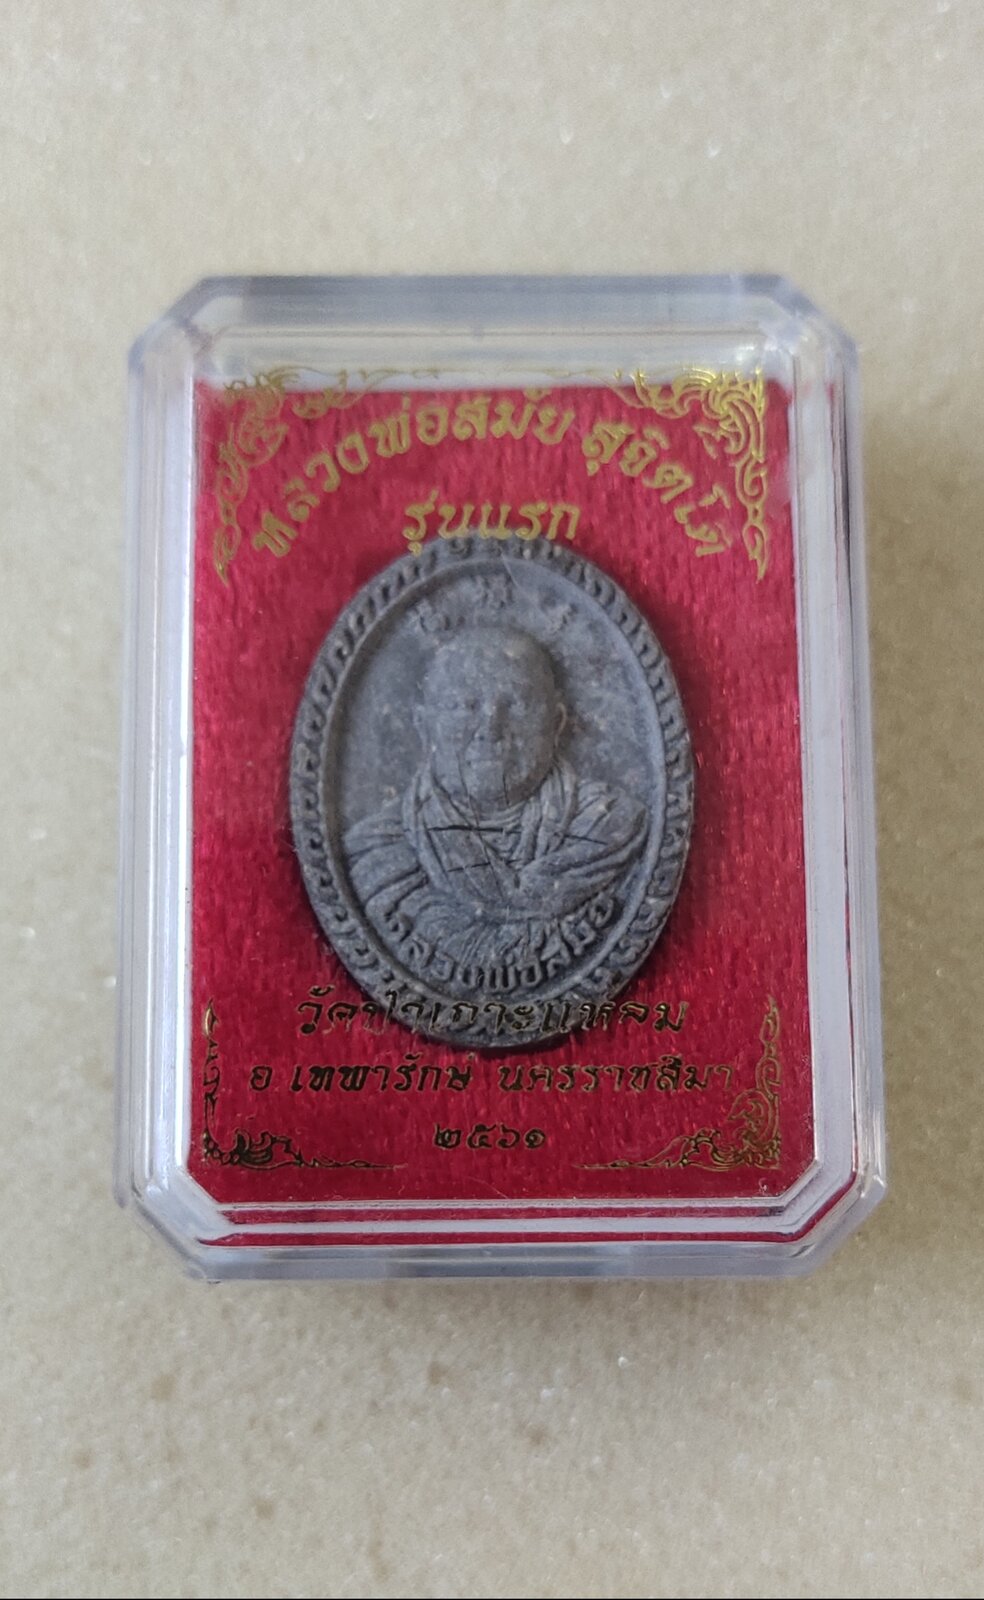 หลวงพ่อสมัย สุจิตโต
รุ่นแรก
หลวงพ่อสมัย
วัดป่าเกาะแหลม
อ.เทพารักษ์ นครราชสีมา
๒๕๖๑